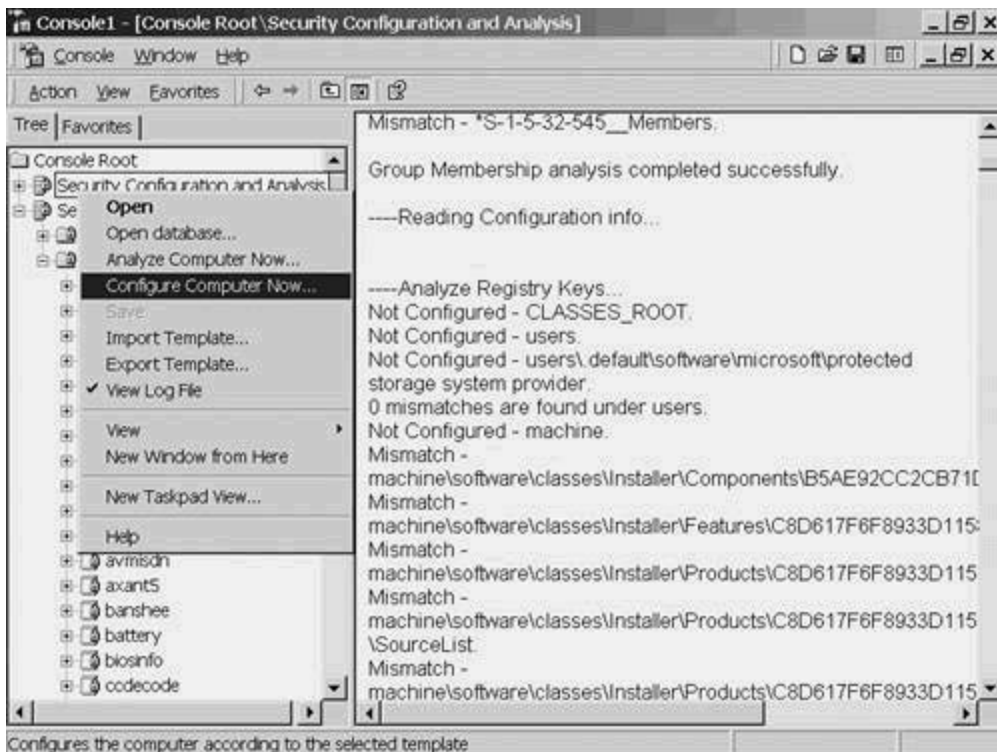 Console1 - [Console Root\Security Configuration and Analysis]
Console Window Help
Action View Favorites
Tree Favorites
Console Root
Security Configuration and Analysis
Se
Open
Open database...
Analyze Computer Now...
Configure Computer Now...
Save
Import Template...
Export Template...
View Log File
View
New Window from Here
New Taskpad View...
Help
avmisdn
axant5
banshee
battery
biosinfo
ccdecode
Mismatch - *S-1-5-32-545__Members.
Group Membership analysis completed successfully.
----Reading Configuration info...
----Analyze Registry Keys...
Not Configured - CLASSES_ROOT.
Not Configured - users.
Not Configured - users\.default\software\microsoft\protected
storage system provider.
0 mismatches are found under users.
Not Configured - machine.
Mismatch -
machine\software\classes\Installer\Components\B5AE92CC2CB71D
Mismatch -
machine\software\classes\Installer\Features\C8D617F6F8933D115
Mismatch -
machine\software\classes\Installer\Products\C8D617F6F8933D115
Mismatch -
machine\software\classes\Installer\Products\C8D617F6F8933D115
\SourceList.
Mismatch -
machine\software\classes\Installer\Products\C8D617F6F8933D115
Configures the computer according to the selected template